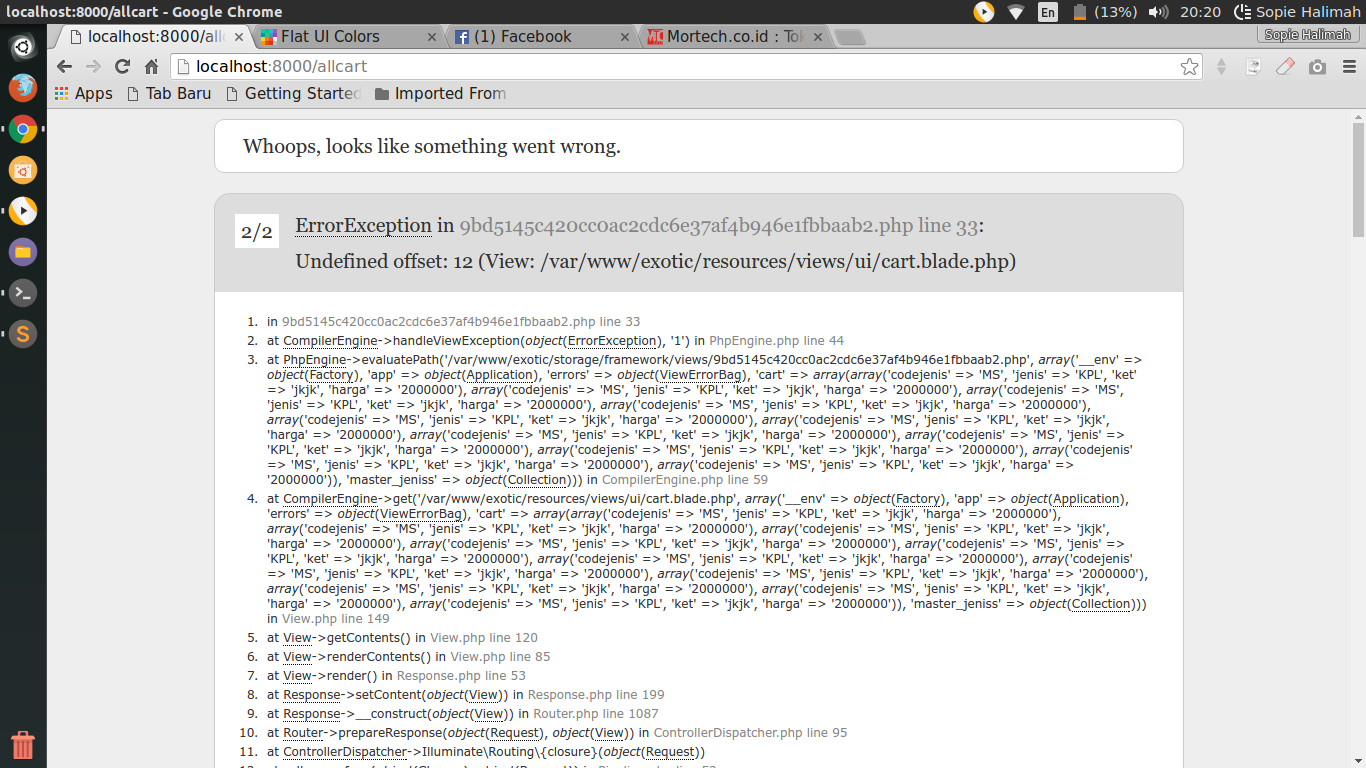 localhost:8000/allcart - Google Chrome
En (13%) 20:20 Sopie Halimah
localhost:8000/all × Flat UI Colors × (1) Facebook × Mortech.co.id : Tok × Sopie Halimah
localhost:8000/allcart
Apps Tab Baru Getting Started Imported From
Whoops, looks like something went wrong.
2/2
ErrorException in 9bd5145c420cc0ac2cdc6e37af4b946e1fbbaab2.php line 33:
Undefined offset: 12 (View: /var/www/exotic/resources/views/ui/cart.blade.php)
1. in 9bd5145c420cc0ac2cdc6e37af4b946e1fbbaab2.php line 33
2. at CompilerEngine->handleViewException(object(ErrorException), '1') in PhpEngine.php line 44
3. at PhpEngine->evaluatePath('/var/www/exotic/storage/framework/views/9bd5145c420cc0ac2cdc6e37af4b946e1fbbaab2.php', array('__env' =>
object(Factory), 'app' => object(Application), 'errors' => object(ViewErrorBag), 'cart' => array(array('codejenis' => 'MS', 'jenis' => 'KPL', 'ket'
=> 'jkjk', 'harga' => '2000000'), array('codejenis' => 'MS', 'jenis' => 'KPL', 'ket' => 'jkjk', 'harga' => '2000000'), array('codejenis' => 'MS',
'jenis' => 'KPL', 'ket' => 'jkjk', 'harga' => '2000000'), array('codejenis' => 'MS', 'jenis' => 'KPL', 'ket' => 'jkjk', 'harga' => '2000000'),
array('codejenis' => 'MS', 'jenis' => 'KPL', 'ket' => 'jkjk', 'harga' => '2000000'), array('codejenis' => 'MS', 'jenis' => 'KPL', 'ket' => 'jkjk',
'harga' => '2000000'), array('codejenis' => 'MS', 'jenis' => 'KPL', 'ket' => 'jkjk', 'harga' => '2000000'), array('codejenis' => 'MS', 'jenis' =>
'KPL', 'ket' => 'jkjk', 'harga' => '2000000'), array('codejenis' => 'MS', 'jenis' => 'KPL', 'ket' => 'jkjk', 'harga' => '2000000'), array('codejenis'
=> 'MS', 'jenis' => 'KPL', 'ket' => 'jkjk', 'harga' => '2000000'), array('codejenis' => 'MS', 'jenis' => 'KPL', 'ket' => 'jkjk', 'harga' =>
'2000000')), 'master_jeniss' => object(Collection))) in CompilerEngine.php line 59
4. at CompilerEngine->get('/var/www/exotic/resources/views/ui/cart.blade.php', array('__env' => object(Factory), 'app' => object(Application),
'errors' => object(ViewErrorBag), 'cart' => array(array('codejenis' => 'MS', 'jenis' => 'KPL', 'ket' => 'jkjk', 'harga' => '2000000'),
array('codejenis' => 'MS', 'jenis' => 'KPL', 'ket' => 'jkjk', 'harga' => '2000000'), array('codejenis' => 'MS', 'jenis' => 'KPL', 'ket' => 'jkjk',
'harga' => '2000000'), array('codejenis' => 'MS', 'jenis' => 'KPL', 'ket' => 'jkjk', 'harga' => '2000000'), array('codejenis' => 'MS', 'jenis' =>
'KPL', 'ket' => 'jkjk', 'harga' => '2000000'), array('codejenis' => 'MS', 'jenis' => 'KPL', 'ket' => 'jkjk', 'harga' => '2000000'), array('codejenis'
=> 'MS', 'jenis' => 'KPL', 'ket' => 'jkjk', 'harga' => '2000000'), array('codejenis' => 'MS', 'jenis' => 'KPL', 'ket' => 'jkjk', 'harga' => '2000000'),
array('codejenis' => 'MS', 'jenis' => 'KPL', 'ket' => 'jkjk', 'harga' => '2000000'), array('codejenis' => 'MS', 'jenis' => 'KPL', 'ket' => 'jkjk',
'harga' => '2000000'), array('codejenis' => 'MS', 'jenis' => 'KPL', 'ket' => 'jkjk', 'harga' => '2000000')), 'master_jeniss' => object(Collection)))
in View.php line 149
5. at View->getContents() in View.php line 120
6. at View->renderContents() in View.php line 85
7. at View->render() in Response.php line 53
8. at Response->setContent(object(View)) in Response.php line 199
9. at Response->__construct(object(View)) in Router.php line 1087
10. at Router->prepareResponse(object(Request), object(View)) in ControllerDispatcher.php line 95
11. at ControllerDispatcher->Illuminate\Routing\{closure}(object(Request))